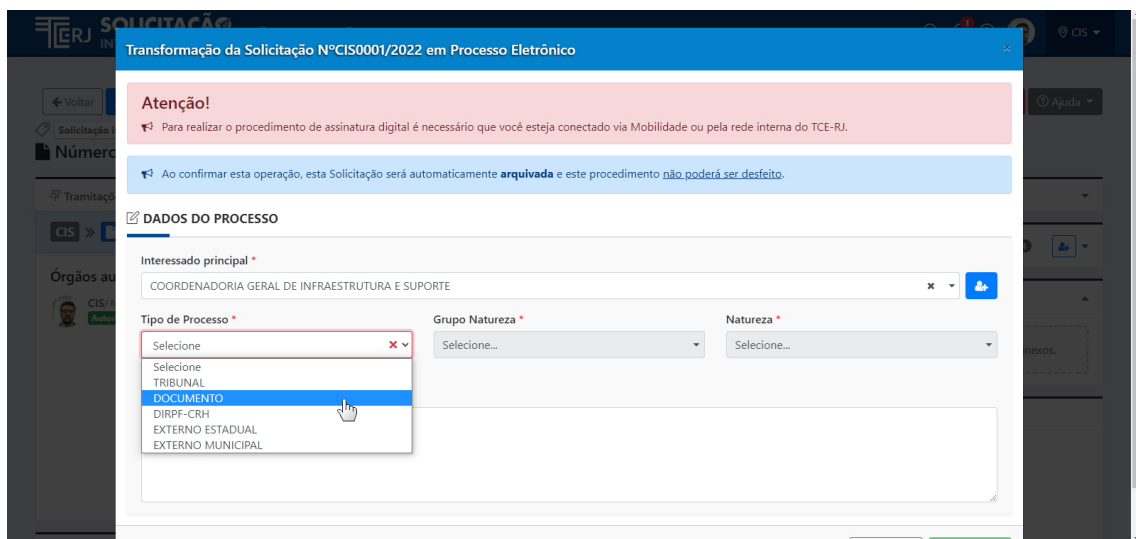 TCERJ SOLICITAÇÃO
CIS
Transformação da Solicitação NºCIS0001/2022 em Processo Eletrônico
×
Voltar
Ajuda
Atenção!
Para realizar o procedimento de assinatura digital é necessário que você esteja conectado via Mobilidade ou pela rede interna do TCE-RJ.
Solicitação
Ao confirmar esta operação, esta Solicitação será automaticamente arquivada e este procedimento não poderá ser desfeito.
DADOS DO PROCESSO
CIS »
Interessado principal *
COORDENADORIA GERAL DE INFRAESTRUTURA E SUPORTE
Órgãos
CIS/
Tipo de Processo * Grupo Natureza * Natureza *
Selecione Selecione... Selecione...
Selecione
TRIBUNAL
DOCUMENTO
DIRPF-CRH
EXTERNO ESTADUAL
EXTERNO MUNICIPAL